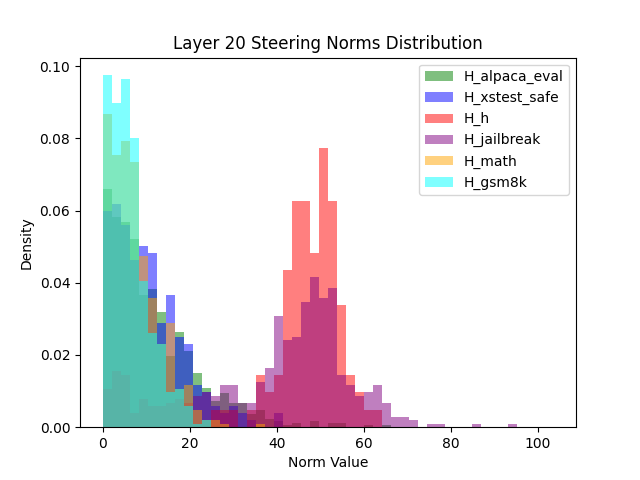 Layer 20 Steering Norms Distribution
H_alpaca_eval
H_xstest_safe
H_h
H_jailbreak
H_math
H_gsm8k
Density
0.10
0.08
0.06
0.04
0.02
0.00
0 20 40 60 80 100
Norm Value